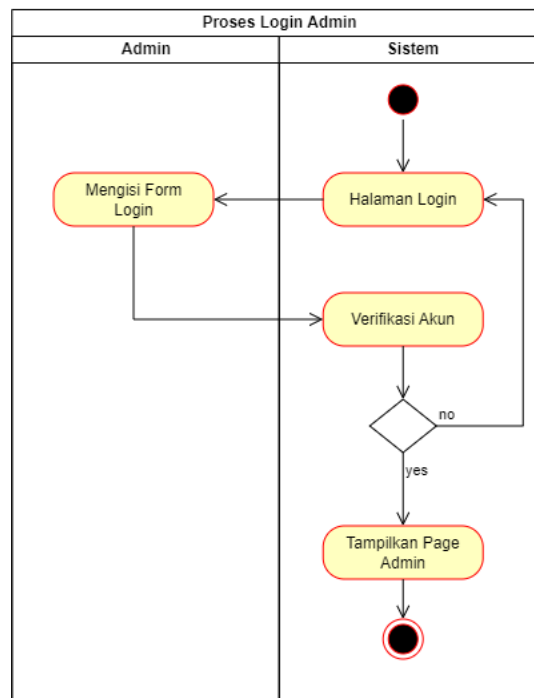 Proses Login Admin
Admin
Sistem
Mengisi Form
Login
Halaman Login
Verifikasi Akun
no
yes
Tampilkan Page
Admin